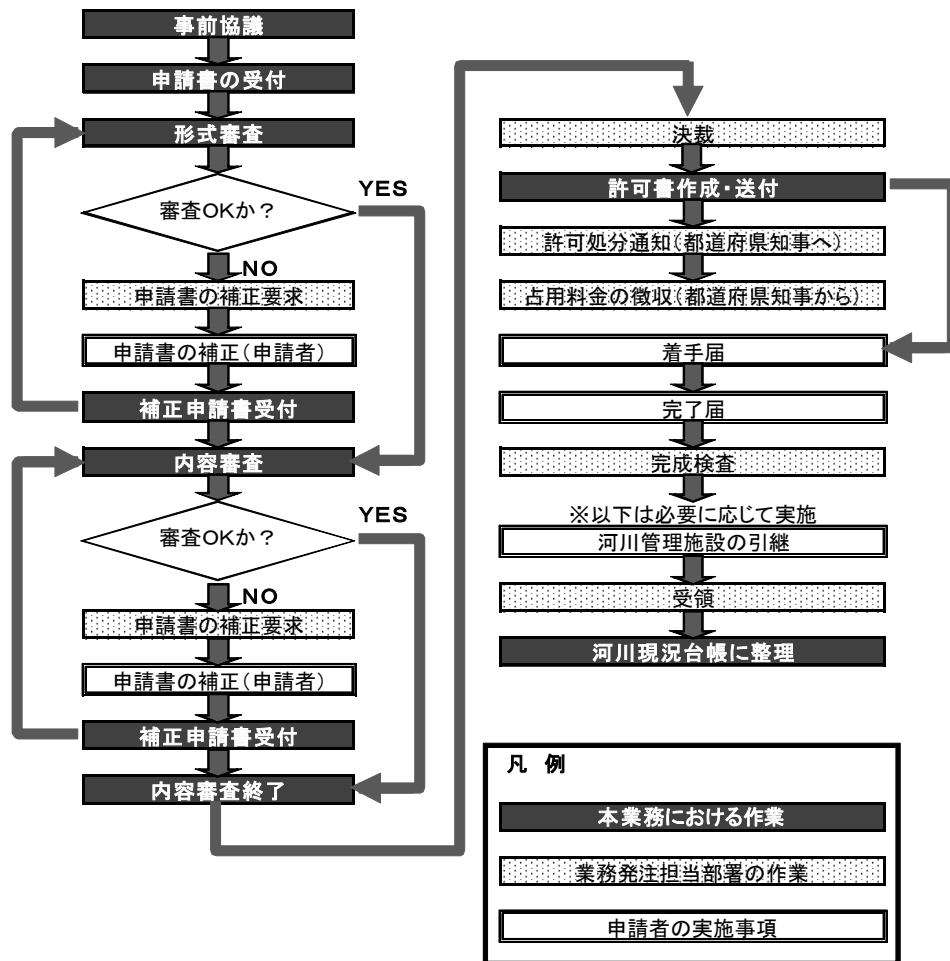 事前協議
申請書の受付
形式審査
審査OKか?
YES
NO
申請書の補正要求
申請書の補正(申請者)
補正申請書受付
内容審査
審査OKか?
YES
NO
申請書の補正要求
申請書の補正(申請者)
補正申請書受付
内容審査終了
決裁
許可書作成・送付
許可処分通知(都道府県知事へ)
占用料金の徴収(都道府県知事から)
着手届
完了届
完成検査
※以下は必要に応じて実施
河川管理施設の引継
受領
河川現況台帳に整理
凡 例
本業務における作業
業務発注担当部署の作業
申請者の実施事項